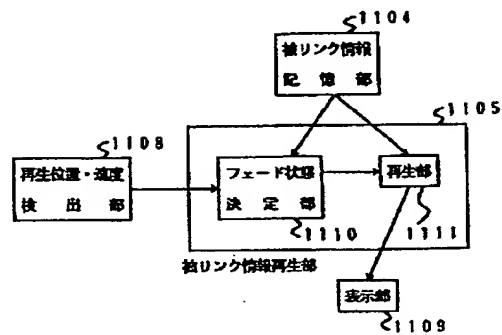 1104
被リンク情報
記憶部
1105
1108
再生位置・速度
検出部
フェード状態
決定部
再生部
1110
1111
被リンク情報再生部
表示部
1109